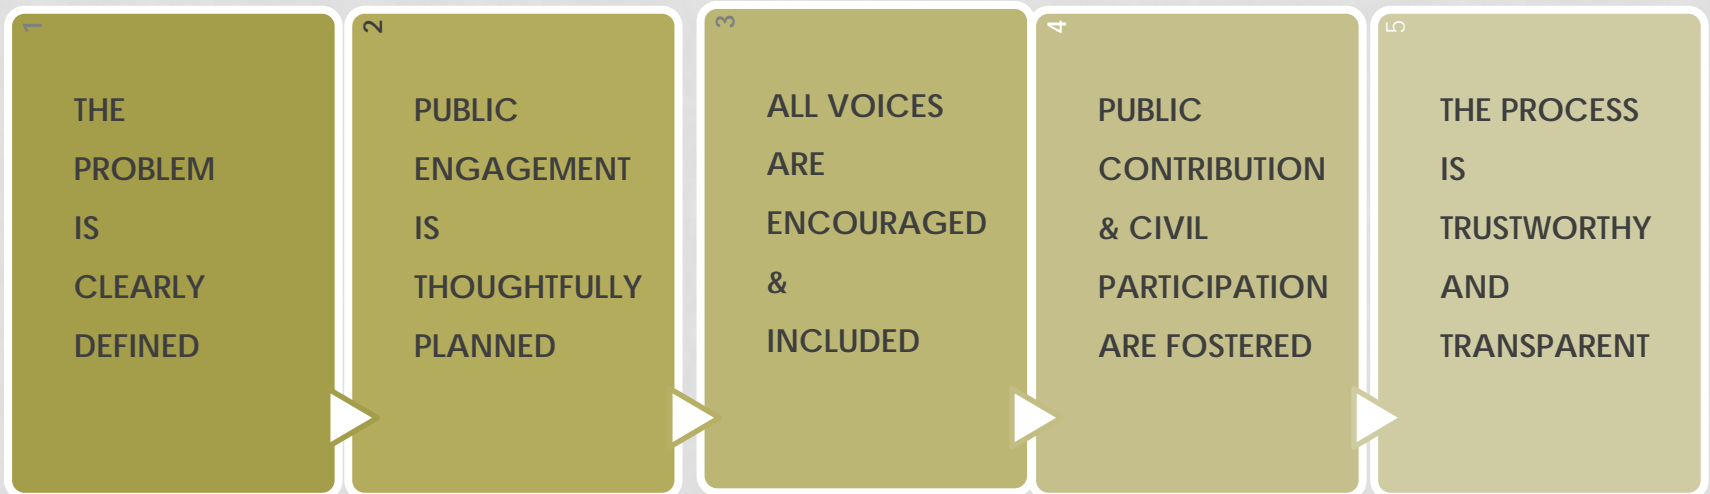 1
THE
PROBLEM
IS
CLEARLY
DEFINED
2
PUBLIC
ENGAGEMENT
IS
THOUGHTFULLY
PLANNED
3
ALL VOICES
ARE
ENCOURAGED
&
INCLUDED
4
PUBLIC
CONTRIBUTION
& CIVIL
PARTICIPATION
ARE FOSTERED
5
THE PROCESS
IS
TRUSTWORTHY
AND
TRANSPARENT